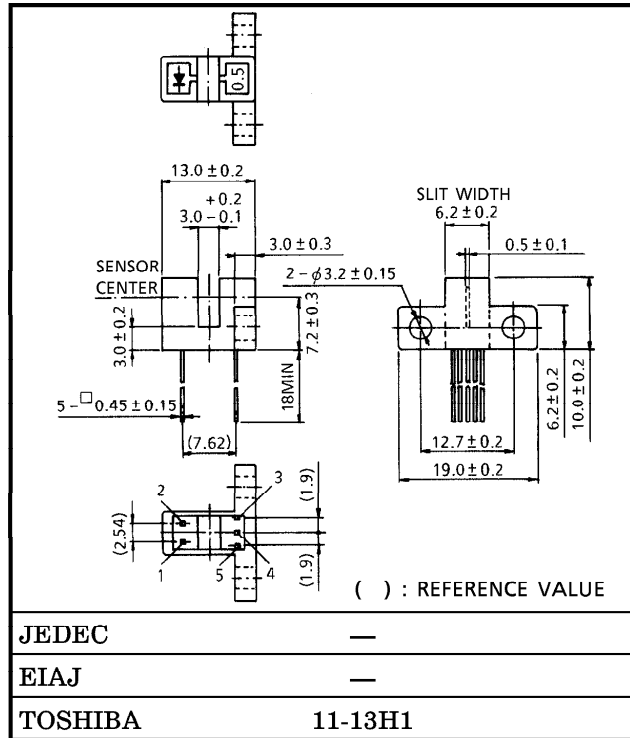 0.5
13.0 ± 0.2
+ 0.2
3.0 – 0.1
3.0 ± 0.3
SENSOR
CENTER
3.0 ± 0.2
7.2 ± 0.3
18MIN
5 – □ 0.45 ± 0.15
(7.62)
SLIT WIDTH
6.2 ± 0.2
0.5 ± 0.1
2 – φ3.2 ± 0.15
6.2 ± 0.2
10.0 ± 0.2
12.7 ± 0.2
19.0 ± 0.2
2
3
(1.9)
(2.54)
1
5
4
(1.9)
( ) : REFERENCE VALUE
JEDEC —
EIAJ —
TOSHIBA 11-13H1